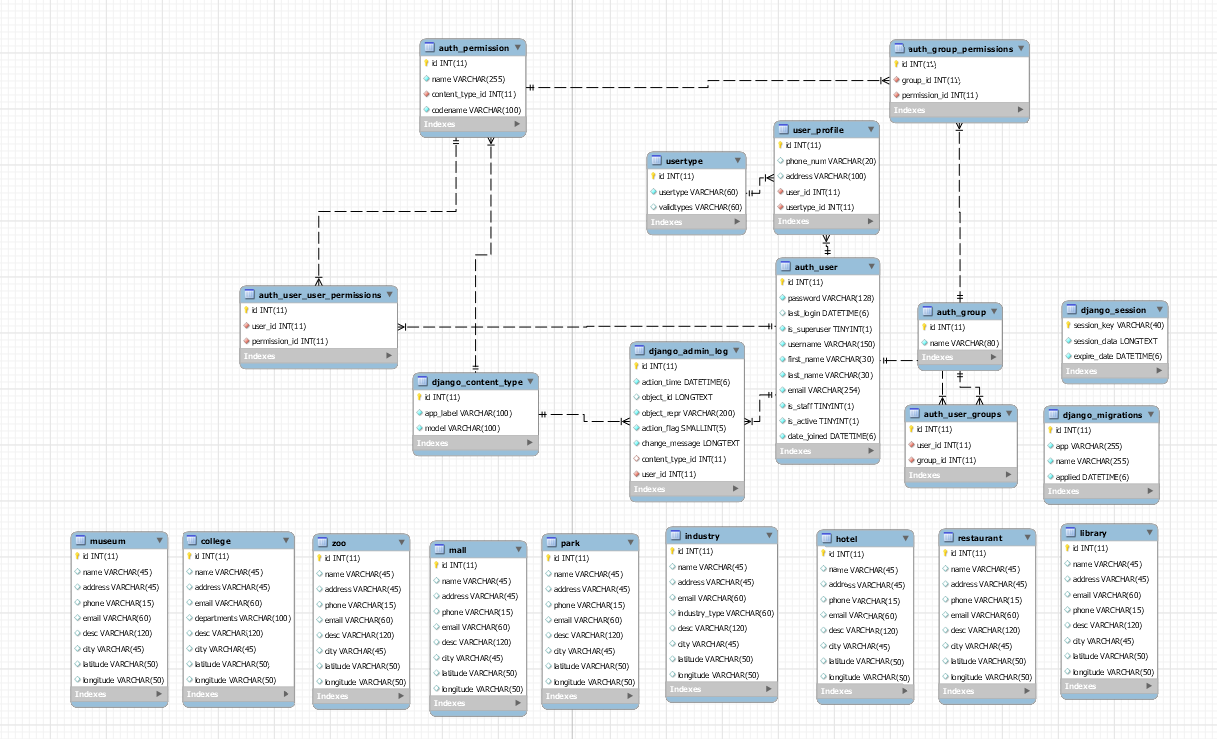 auth_permission
id INT(11)
name VARCHAR(255)
content_type_id INT(11)
codename VARCHAR(100)
Indexes
auth_group_permissions
id INT(11)
group_id INT(11)
permission_id INT(11)
Indexes
usertype
id INT(11)
usertype VARCHAR(60)
validtypes VARCHAR(60)
Indexes
user_profile
id INT(11)
phone_num VARCHAR(20)
address VARCHAR(100)
user_id INT(11)
usertype_id INT(11)
Indexes
auth_user_user_permissions
id INT(11)
user_id INT(11)
permission_id INT(11)
Indexes
django_content_type
id INT(11)
app_label VARCHAR(100)
model VARCHAR(100)
Indexes
django_admin_log
id INT(11)
action_time DATETIME(6)
object_id LONGTEXT
object_repr VARCHAR(200)
action_flag SMALLINT(5)
change_message LONGTEXT
content_type_id INT(11)
user_id INT(11)
Indexes
auth_user
id INT(11)
password VARCHAR(128)
last_login DATETIME(6)
is_superuser TINYINT(1)
username VARCHAR(150)
first_name VARCHAR(30)
last_name VARCHAR(30)
email VARCHAR(254)
is_staff TINYINT(1)
is_active TINYINT(1)
date_joined DATETIME(6)
Indexes
auth_group
id INT(11)
name VARCHAR(80)
Indexes
auth_user_groups
id INT(11)
user_id INT(11)
group_id INT(11)
Indexes
django_session
session_key VARCHAR(40)
session_data LONGTEXT
expire_date DATETIME(6)
Indexes
django_migrations
id INT(11)
app VARCHAR(255)
name VARCHAR(255)
applied DATETIME(6)
Indexes
museum
id INT(11)
name VARCHAR(45)
address VARCHAR(45)
phone VARCHAR(15)
email VARCHAR(60)
desc VARCHAR(120)
city VARCHAR(45)
latitude VARCHAR(50)
longitude VARCHAR(50)
Indexes
college
id INT(11)
name VARCHAR(45)
address VARCHAR(45)
email VARCHAR(60)
departments VARCHAR(100)
desc VARCHAR(120)
city VARCHAR(45)
latitude VARCHAR(50)
longitude VARCHAR(50)
Indexes
zoo
id INT(11)
name VARCHAR(45)
address VARCHAR(45)
phone VARCHAR(15)
email VARCHAR(60)
desc VARCHAR(120)
city VARCHAR(45)
latitude VARCHAR(50)
longitude VARCHAR(50)
Indexes
mall
id INT(11)
name VARCHAR(45)
address VARCHAR(45)
phone VARCHAR(15)
email VARCHAR(60)
desc VARCHAR(120)
city VARCHAR(45)
latitude VARCHAR(50)
longitude VARCHAR(50)
Indexes
park
id INT(11)
name VARCHAR(45)
address VARCHAR(45)
phone VARCHAR(15)
email VARCHAR(60)
desc VARCHAR(120)
city VARCHAR(45)
latitude VARCHAR(50)
longitude VARCHAR(50)
Indexes
industry
id INT(11)
name VARCHAR(45)
address VARCHAR(45)
email VARCHAR(60)
industry_type VARCHAR(60)
desc VARCHAR(120)
city VARCHAR(45)
latitude VARCHAR(50)
longitude VARCHAR(50)
Indexes
hotel
id INT(11)
name VARCHAR(45)
address VARCHAR(45)
phone VARCHAR(15)
email VARCHAR(60)
desc VARCHAR(120)
city VARCHAR(45)
latitude VARCHAR(50)
longitude VARCHAR(50)
Indexes
restaurant
id INT(11)
name VARCHAR(45)
address VARCHAR(45)
phone VARCHAR(15)
email VARCHAR(60)
desc VARCHAR(120)
city VARCHAR(45)
latitude VARCHAR(50)
longitude VARCHAR(50)
Indexes
library
id INT(11)
name VARCHAR(45)
address VARCHAR(45)
email VARCHAR(60)
phone VARCHAR(15)
desc VARCHAR(120)
city VARCHAR(45)
latitude VARCHAR(50)
longitude VARCHAR(50)
Indexes